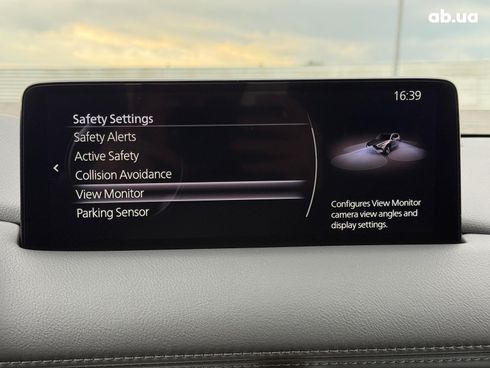 ab.ua
16:39
Safety Settings
Safety Alerts
Active Safety
Collision Avoidance
View Monitor
Parking Sensor
Configures View Monitor
camera view angles and
display settings.